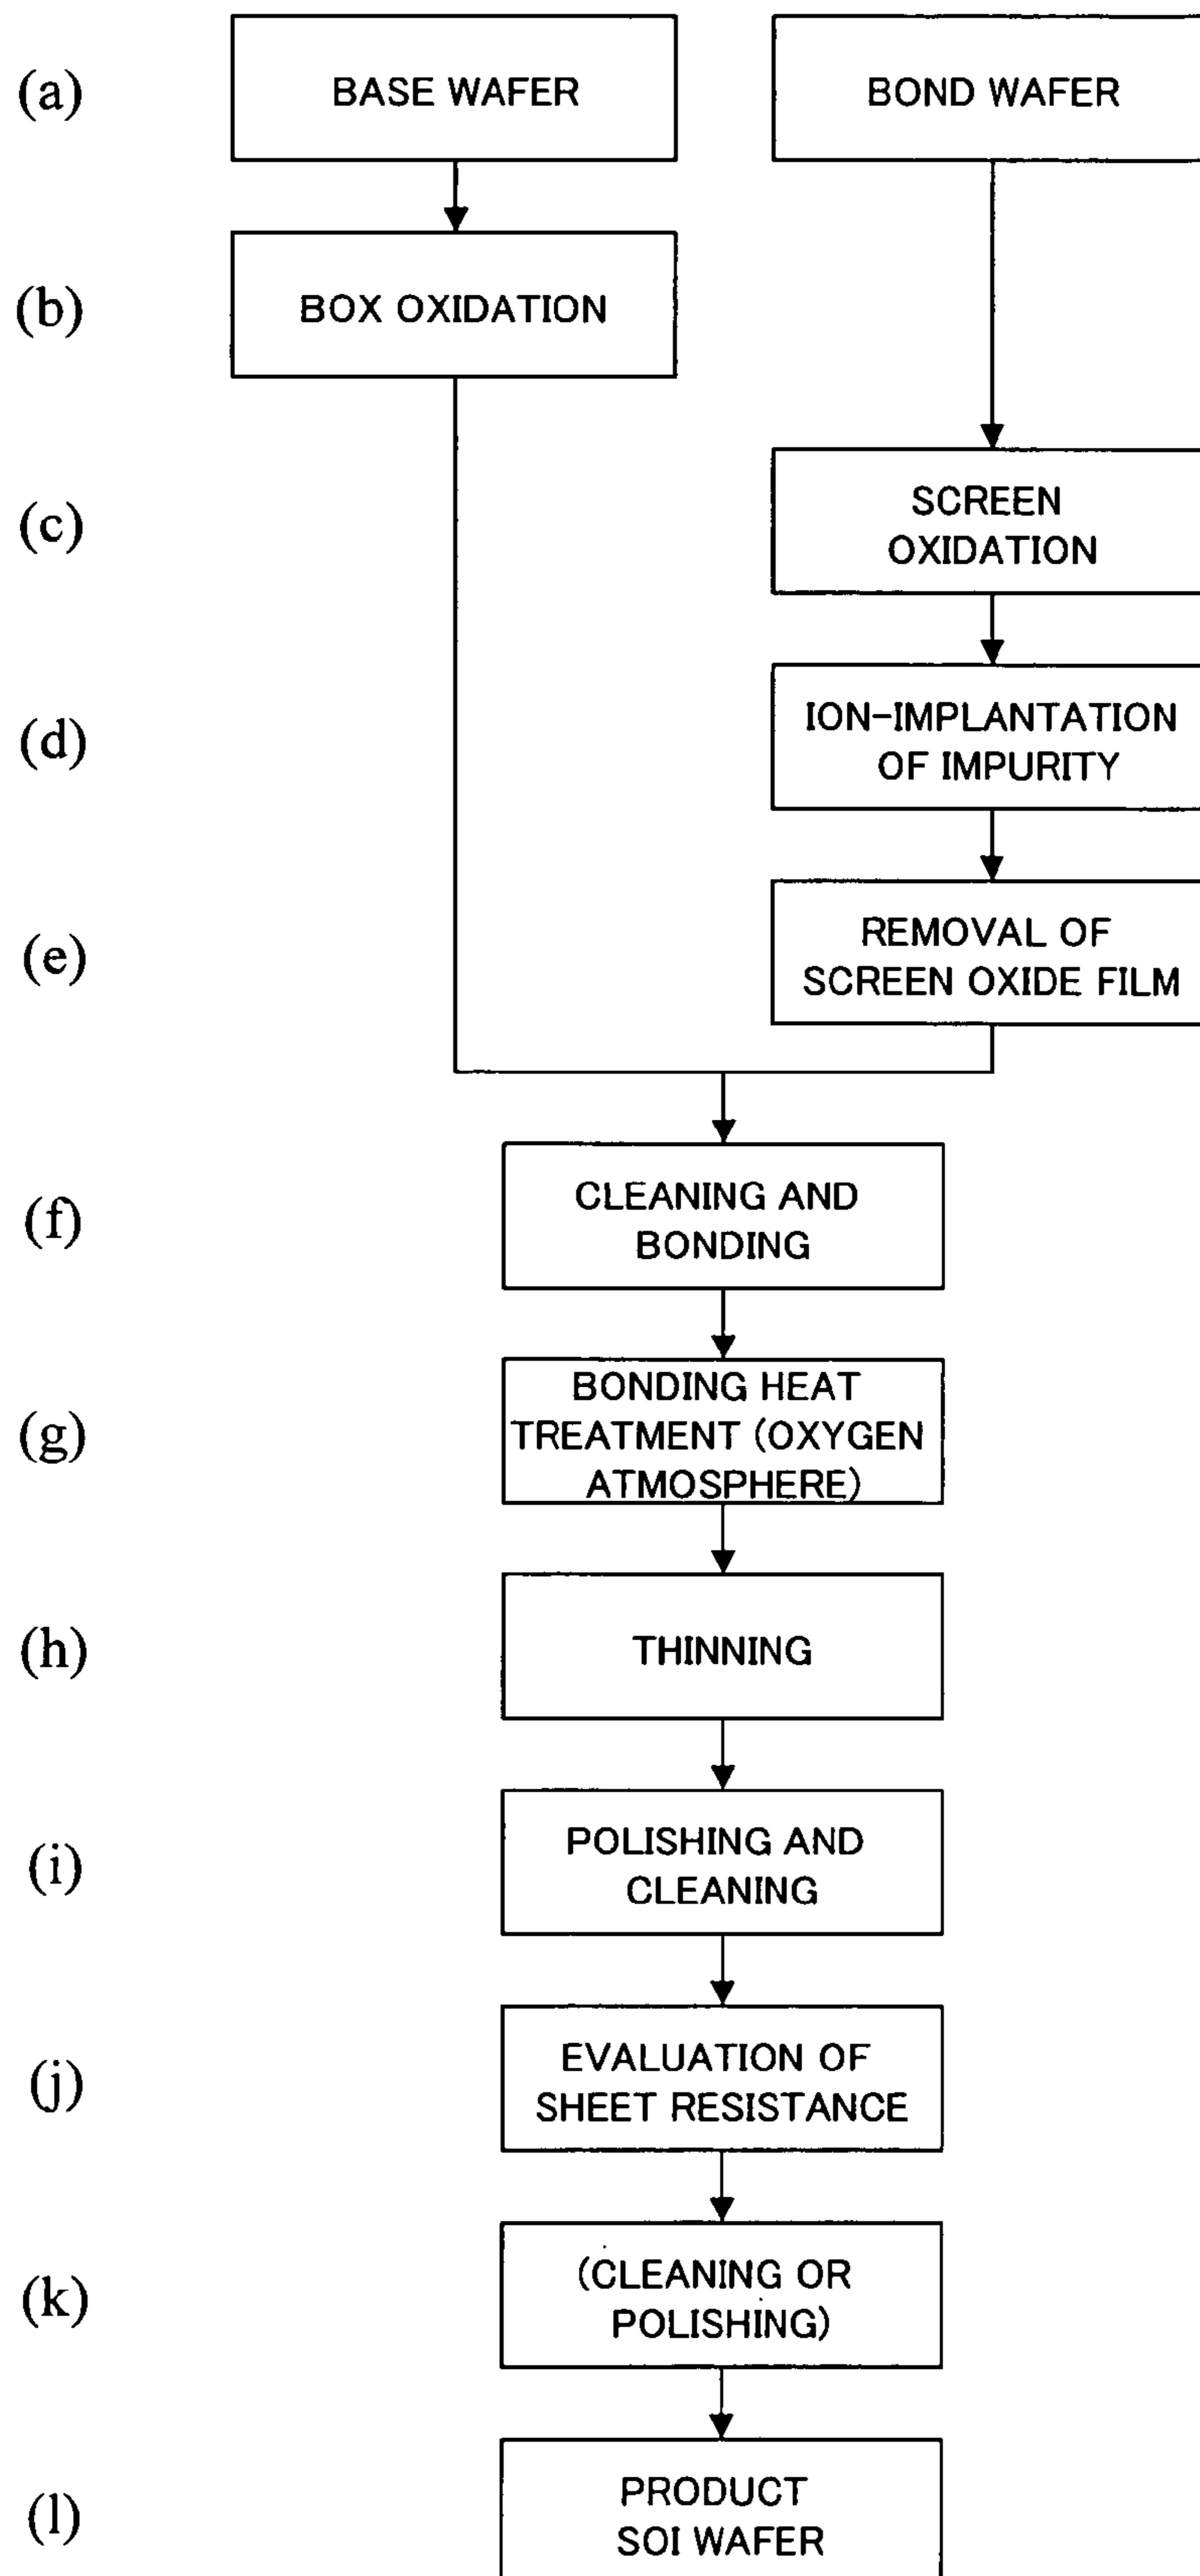 (a)
BASE WAFER
BOND WAFER
(b)
BOX OXIDATION
(c)
SCREEN
OXIDATION
(d)
ION-IMPLANTATION
OF IMPURITY
(e)
REMOVAL OF
SCREEN OXIDE FILM
(f)
CLEANING AND
BONDING
(g)
BONDING HEAT
TREATMENT (OXYGEN
ATMOSPHERE)
(h)
THINNING
(i)
POLISHING AND
CLEANING
(j)
EVALUATION OF
SHEET RESISTANCE
(k)
(CLEANING OR
POLISHING)
(l)
PRODUCT
SOI WAFER